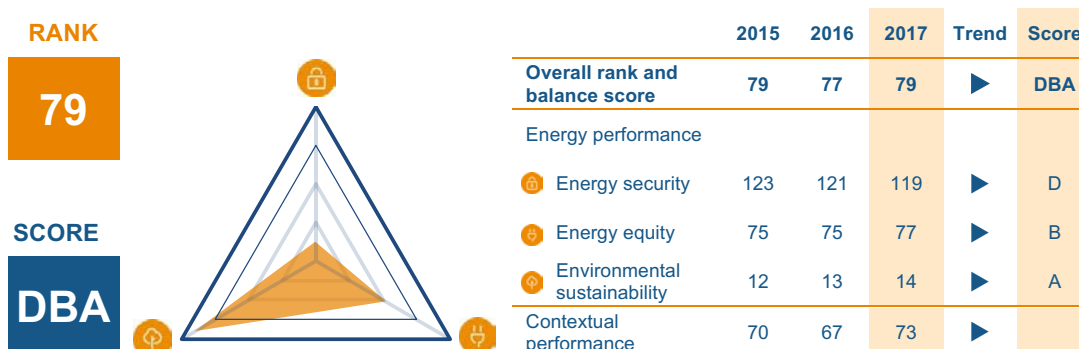 RANK
79
SCORE
DBA
2015 2016 2017 Trend Score
Overall rank and
balance score 79 77 79 ▶ DBA
Energy performance
Energy security 123 121 119 ▶ D
Energy equity 75 75 77 ▶ B
Environmental
sustainability 12 13 14 ▶ A
Contextual
performance 70 67 73 ▶